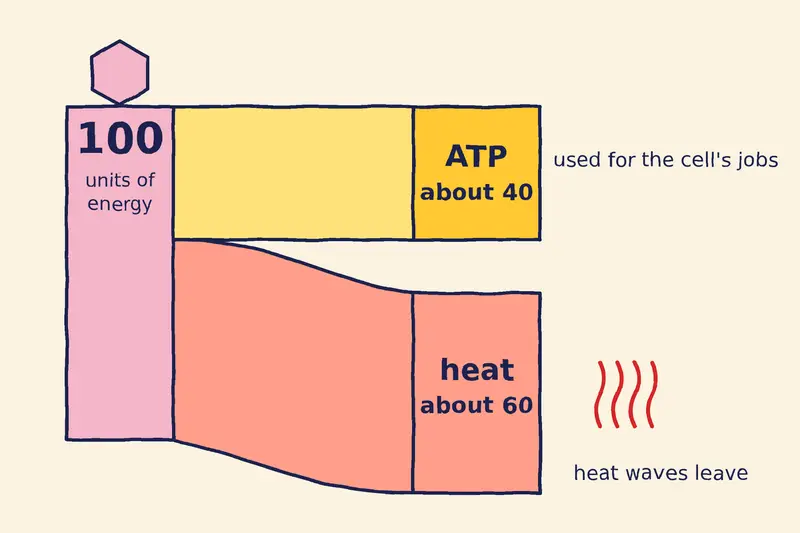 100
units of
energy
ATP
about 40
used for the cell's jobs
heat
about 60
heat waves leave